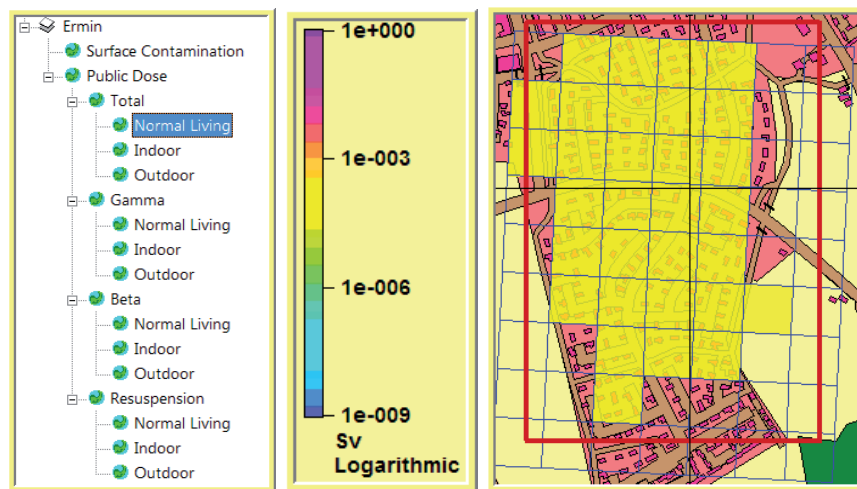 Ermin
Surface Contamination
Public Dose
Total
Normal Living
Indoor
Outdoor
Gamma
Normal Living
Indoor
Outdoor
Beta
Normal Living
Indoor
Outdoor
Resuspension
Normal Living
Indoor
Outdoor
1e+000
1e-003
1e-006
1e-009
Sv
Logarithmic